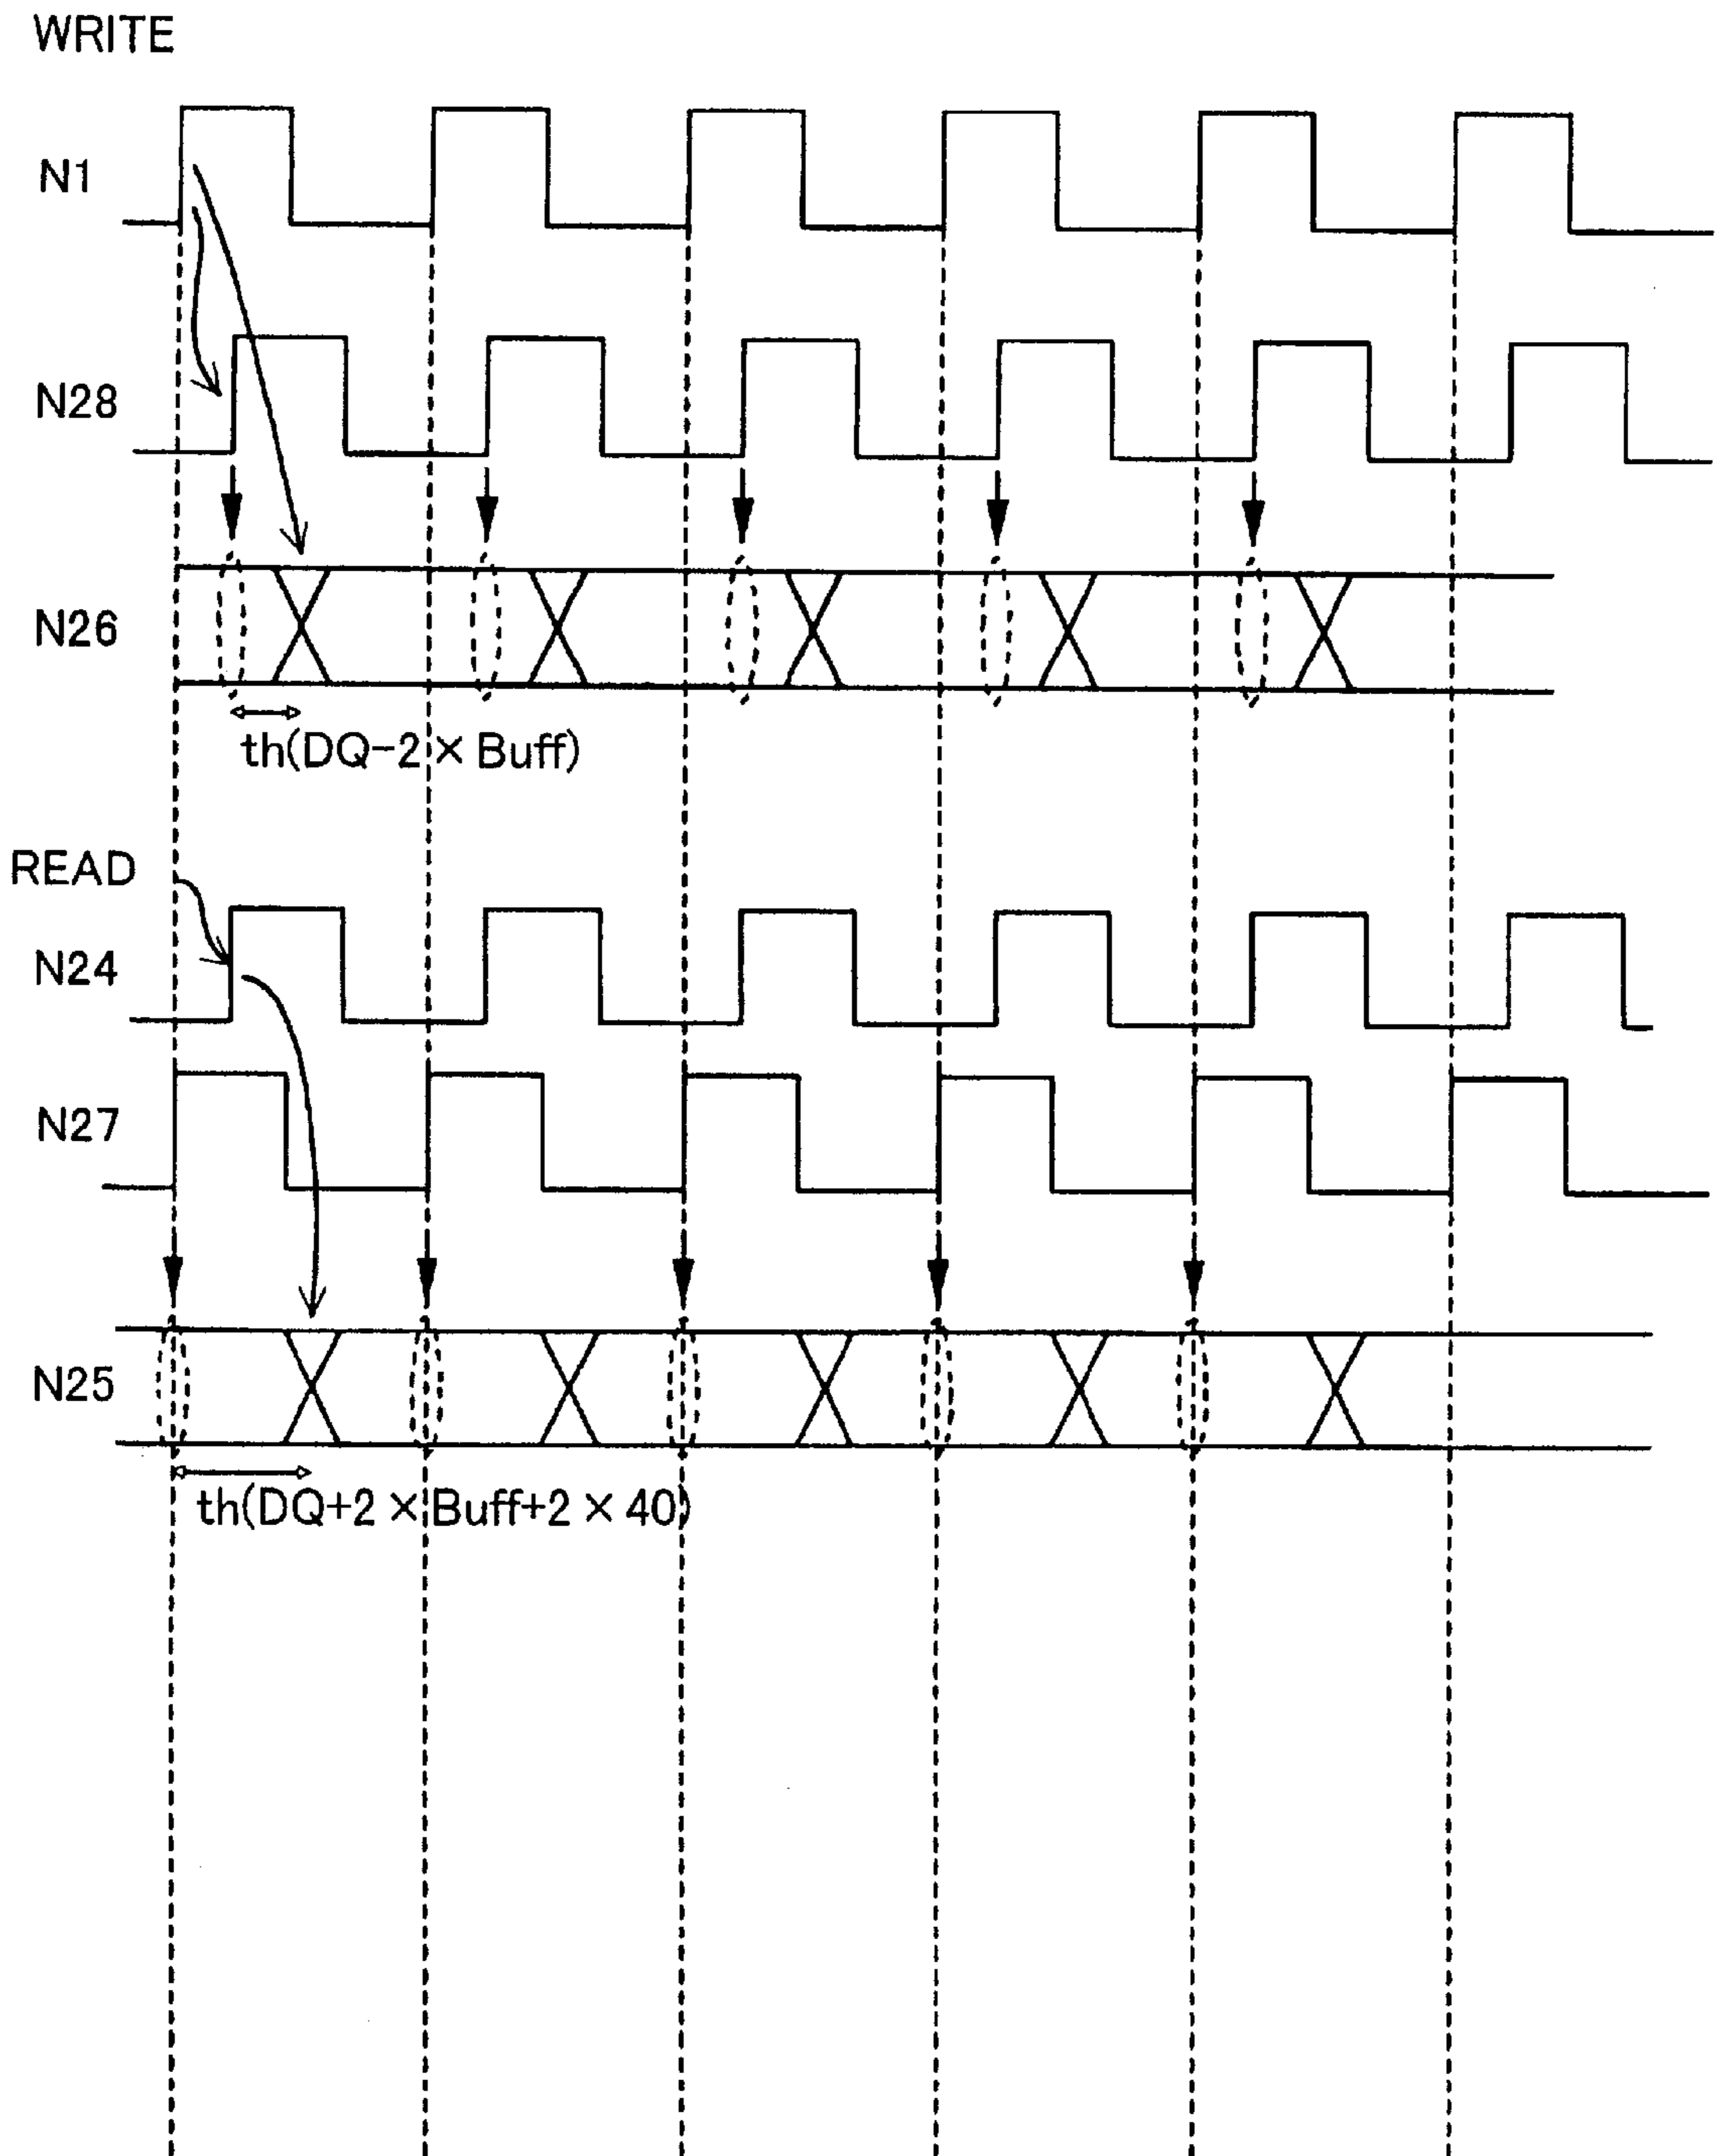 WRITE
N1
N28
N26
th(DQ-2 × Buff)
READ
N24
N27
N25
th(DQ+2 × Buff+2 × 40)